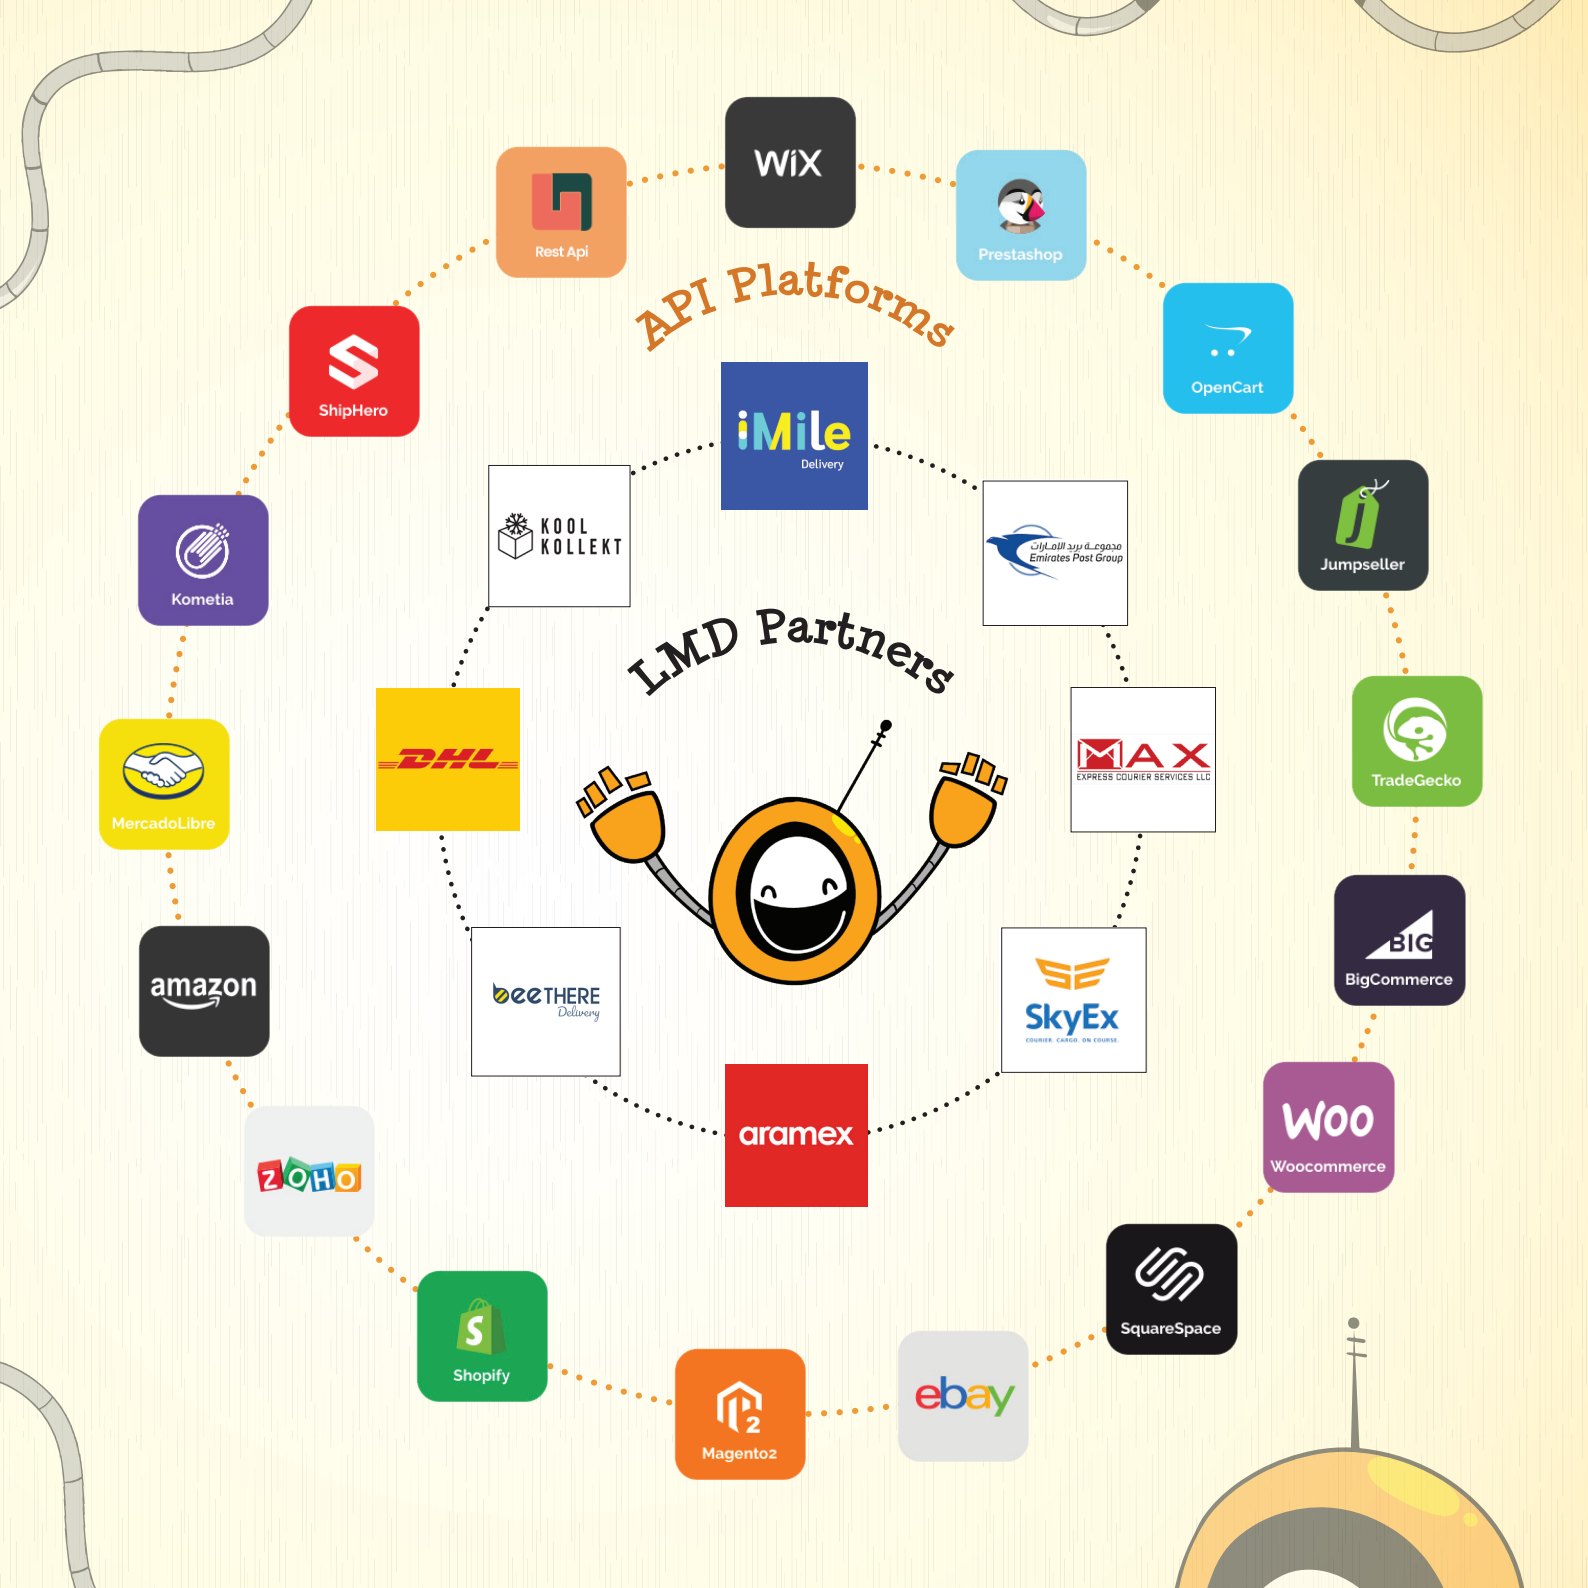 WiX
Rest Api
Prestashop
API Platforms
OpenCart
ShipHero
iMile
Delivery
KOOL
KOLLEKT
مجموعة بريد الإمارات
Emirates Post Group
Jumpseller
Kometia
LMD Partners
DHL
MAX
EXPRESS COURIER SERVICES LLC
TradeGecko
MercadoLibre
BIG
BigCommerce
amazon
beeTHERE
Delivery
SkyEx
COURIER. CARGO. ON COURSE.
aramex
WOO
Woocommerce
ZOHO
SquareSpace
S
Shopify
ebay
2
Magento2